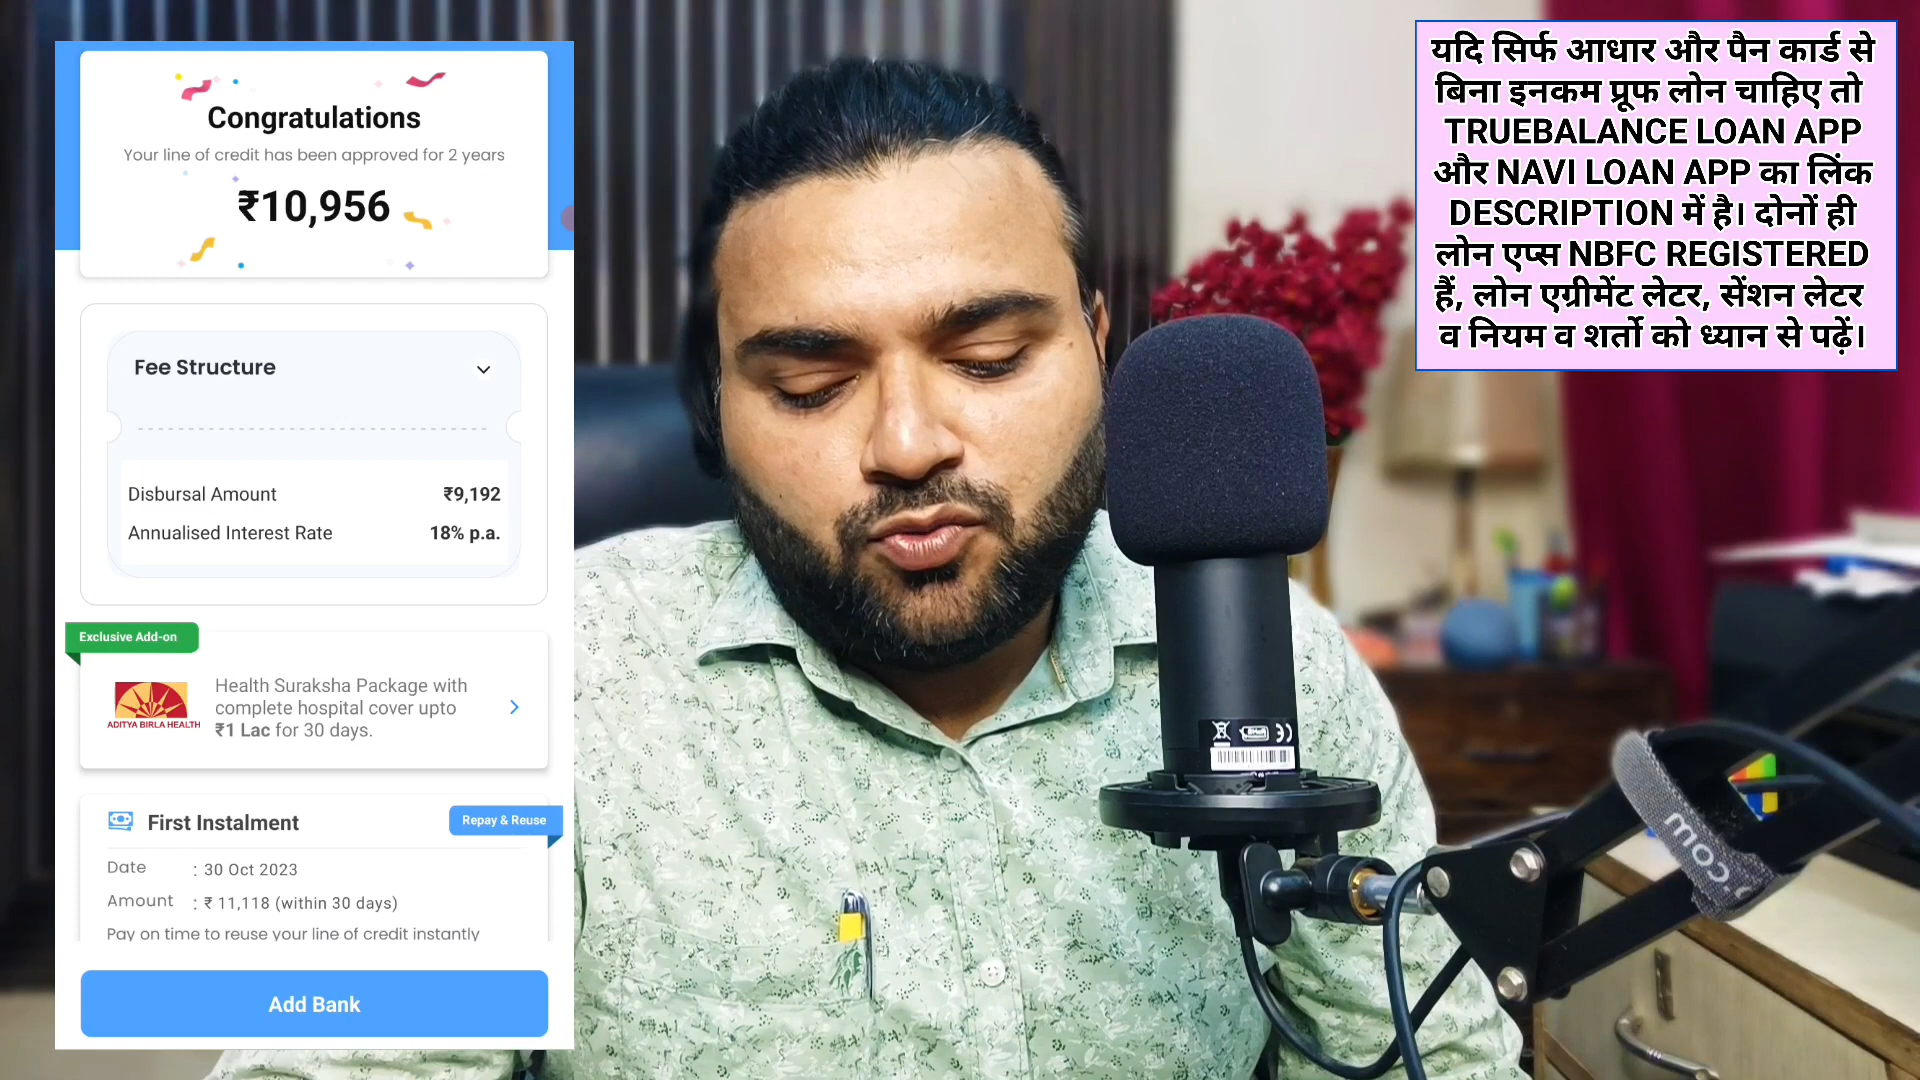 Congratulations
Your line of credit has been approved for 2 years
₹10,956
Fee Structure
Disbursal Amount ₹9,192
Annualised Interest Rate 18% p.a.
Exclusive Add-on
ADITYA BIRLA HEALTH
Health Suraksha Package with
complete hospital cover upto
₹1 Lac for 30 days.
First Instalment
Repay & Reuse
Date : 30 Oct 2023
Amount : ₹ 11,118 (within 30 days)
Pay on time to reuse your line of credit instantly
Add Bank
यदि सिर्फ आधार और पैन कार्ड से
बिना इनकम प्रूफ लोन चाहिए तो
TRUEBALANCE LOAN APP
और NAVI LOAN APP का लिंक
DESCRIPTION में है। दोनों ही
लोन एप्स NBFC REGISTERED
हैं, लोन एग्रीमेंट लेटर, सेंशन लेटर
व नियम व शर्तो को ध्यान से पढ़ें।
CE
.com